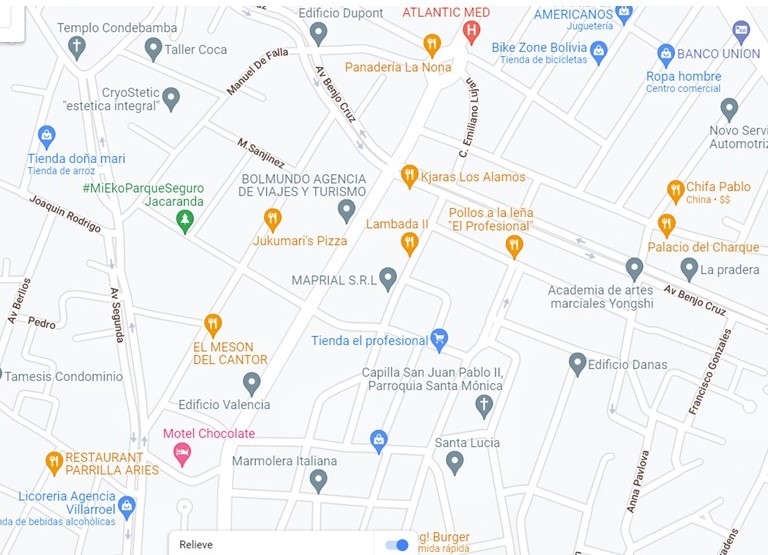 Edificio Dupont
ATLANTIC MED
AMERICANOS
Juguetería
Templo Condebamba
Taller Coca
Bike Zone Bolivia
Tienda de bicicletas
BANCO UNION
Manuel De Falla
Panadería La Nona
Av Benjo Cruz
Ropa hombre
Centro comercial
CryoStetic
"estetica integral"
C. Emiliano Luj
Novo Servi
Automotriz
M.Sanjinez
Tienda doña mari
Tienda de arroz
BOLMUNDO AGENCIA
DE VIAJES Y TURISMO
Kjaras Los Alamos
#MiEkoParqueSeguro
Jacaranda
Chifa Pablo
China • $$
Joaquin Rodrigo
Jukumari's Pizza
Lambada II
Pollos a la leña
"El Profesional"
Palacio del Charque
MAPRIAL S.R.L
Academia de artes
marciales Yongshi
La pradera
Av Benjo Cruz
Av Berlios
Av Segunda
Pedro
EL MESON
DEL CANTOR
Tienda el profesional
Francisco Gonzales
Capilla San Juan Pablo II,
Parroquia Santa Mónica
Edificio Danas
Tamesis Condominio
Edificio Valencia
Motel Chocolate
Santa Lucia
RESTAURANT
PARRILLA ARIES
Marmolera Italiana
Anna Pavlova
Licoreria Agencia
Villarroel
nda de bebidas alcohólicas
Relieve
g! Burger
mida rápida
adens